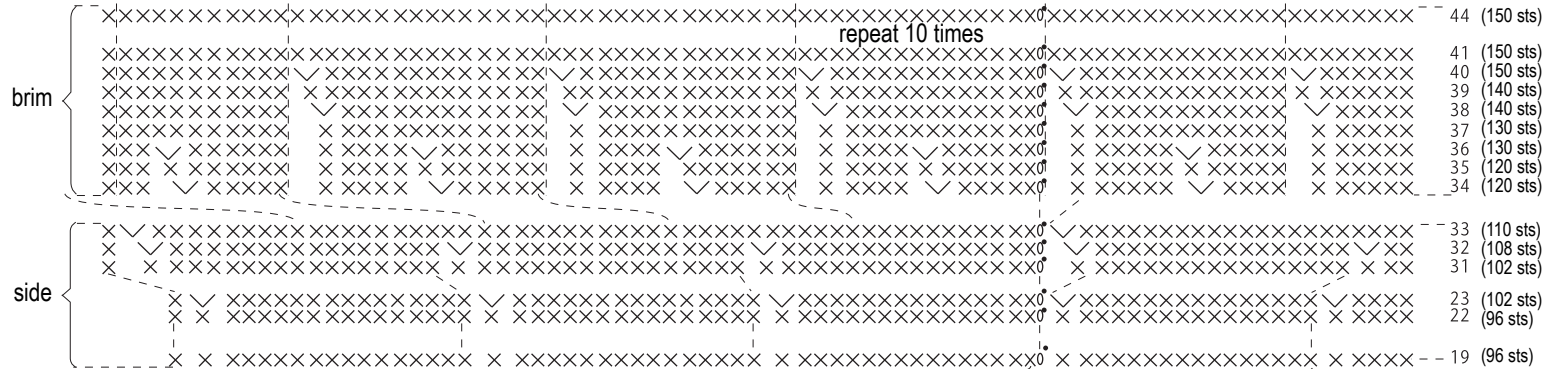 44 (150 sts)
repeat 10 times
41 (150 sts)
40 (150 sts)
39 (140 sts)
38 (140 sts)
37 (130 sts)
36 (130 sts)
35 (120 sts)
34 (120 sts)
brim
33 (110 sts)
32 (108 sts)
31 (102 sts)
23 (102 sts)
22 (96 sts)
19 (96 sts)
side